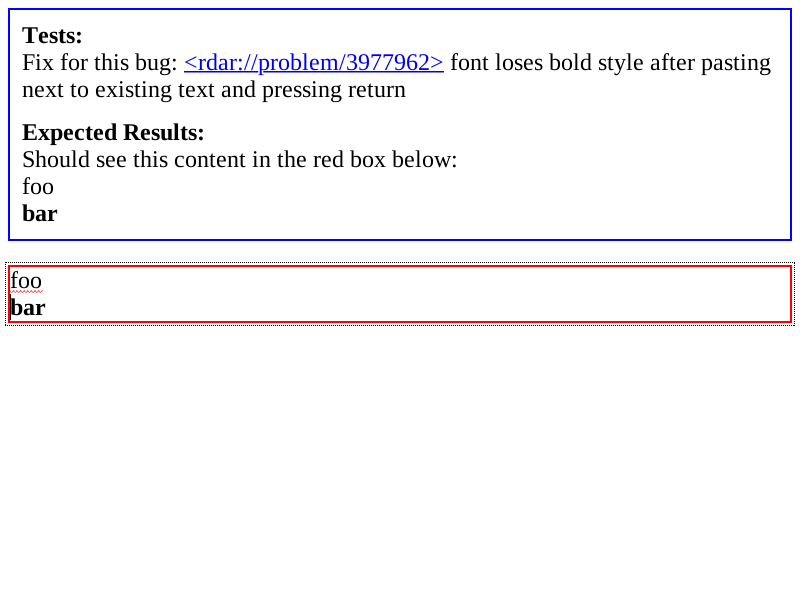 Tests:
Fix for this bug: <rdar://problem/3977962> font loses bold style after pasting
next to existing text and pressing return
Expected Results:
Should see this content in the red box below:
foo
bar
foo
bar